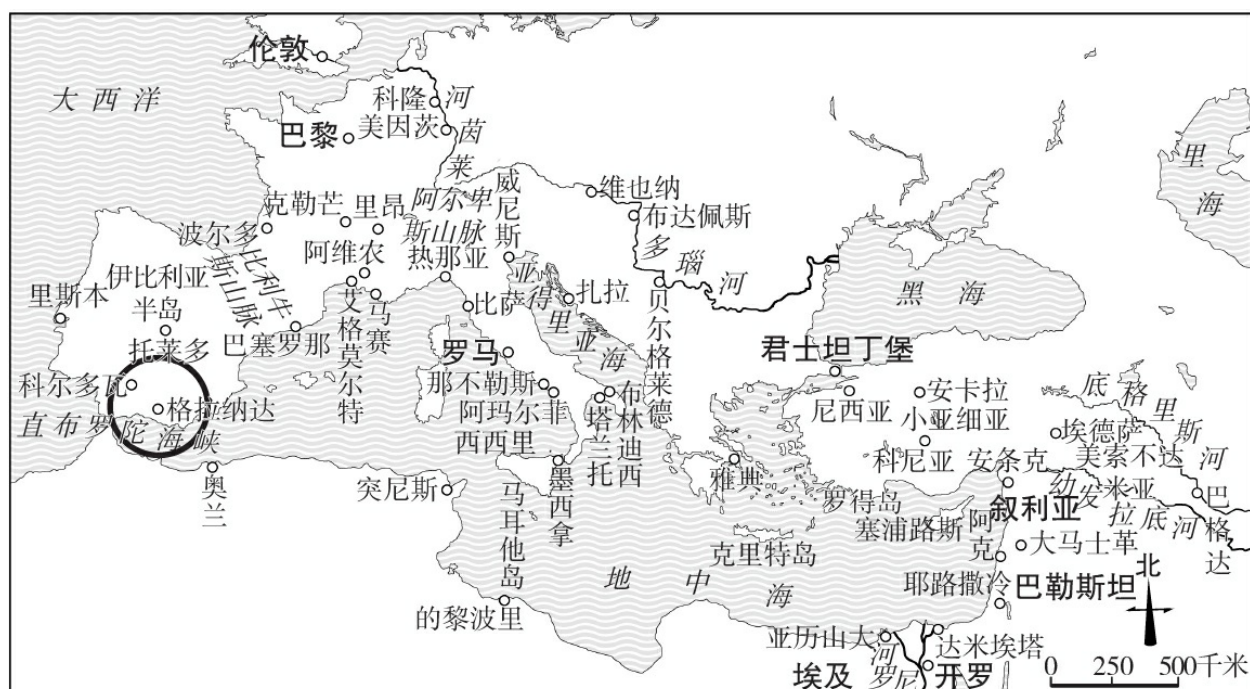 伦敦
大西洋
科隆
莱茵河
巴黎
美因茨
里海
维也纳
克勒芒
里昂
阿尔卑
斯山脉
威尼斯
布达佩斯
多瑙河
波尔多
比利牛
斯山脉
阿维农
热那亚
伊比利亚
半岛
里斯本
托莱多
巴塞罗那
艾格莫尔特
马赛
比萨
亚得里亚海
扎拉
贝尔格莱德
黑海
罗马
君士坦丁堡
科尔多瓦
格拉纳达
直布罗陀海峡
那不勒斯
阿玛尔菲
西西里
塔兰托
布林迪西
尼西亚
安卡拉
小亚细亚
底格里斯河
埃德萨
美索不达
米亚
科尼亚
安条克
幼发拉底河
巴格达
奥兰
突尼斯
马耳他岛
墨西拿
雅典
罗得岛
塞浦路斯
叙利亚
阿克
大马士革
克里特岛
地中海
耶路撒冷
巴勒斯坦
北
的黎波里
亚历山大
达米埃塔
埃及
尼罗河
开罗
0 250 500千米